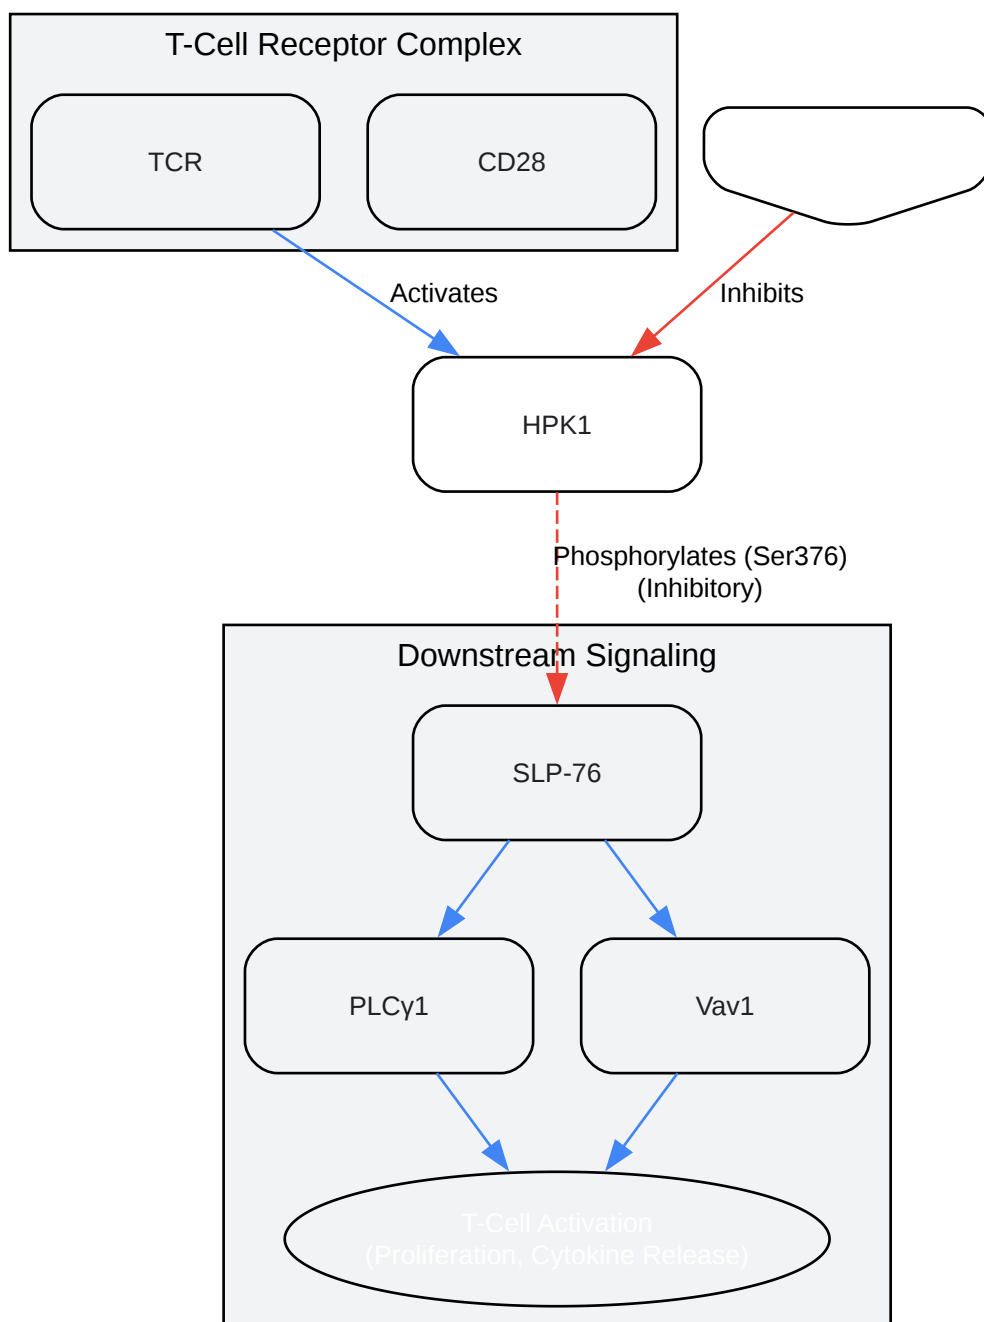 T-Cell Receptor Complex
TCR
CD28
Activates
Inhibits
HPK1
Phosphorylates (Ser376)
(Inhibitory)
Downstream Signaling
SLP-76
PLCγ1
Vav1
T-Cell Activation
(Proliferation, Cytokine Release)